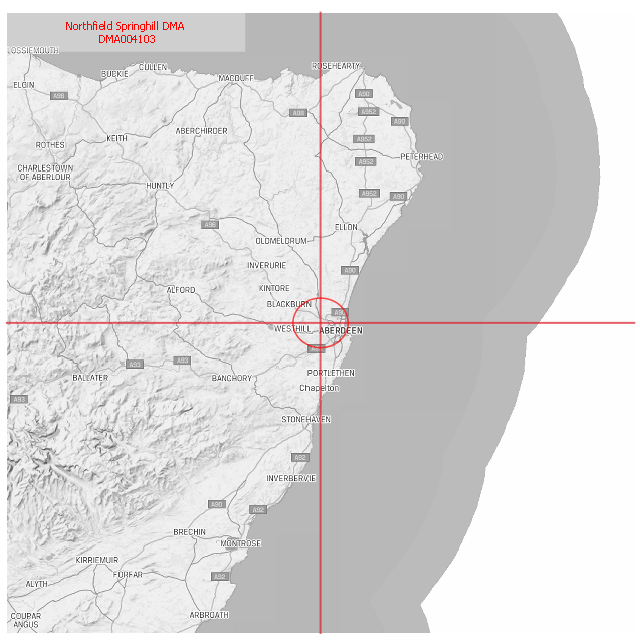 Northfield Springhill DMA
DMA004103
LOSSIEMOUTH
CULLEN
BUCKIE
ROSEHEARTY
MACDUFF
ELGIN
A98
A90
A98
A952
A90
ABERCHIRDER
KEITH
A952
ROTHES
PETERHEAD
A952
CHARLESTOWN
OF ABERLOUR
HUNTLY
A952
A90
A96
ELLON
OLDMELDRUM
INVERURIE
A90
ALFORD
KINTORE
BLACKBURN
WESTHILL
ABERDEEN
A93
A93
BALLATER
BANCHORY
PORTLETHEN
Chapelton
A93
STONEHAVEN
A92
INVERBERVIE
A90
A92
BRECHIN
MONTROSE
KIRRIEMUIR
FORFAR
A92
ALYTH
COUPAR
ANGUS
ARBROATH